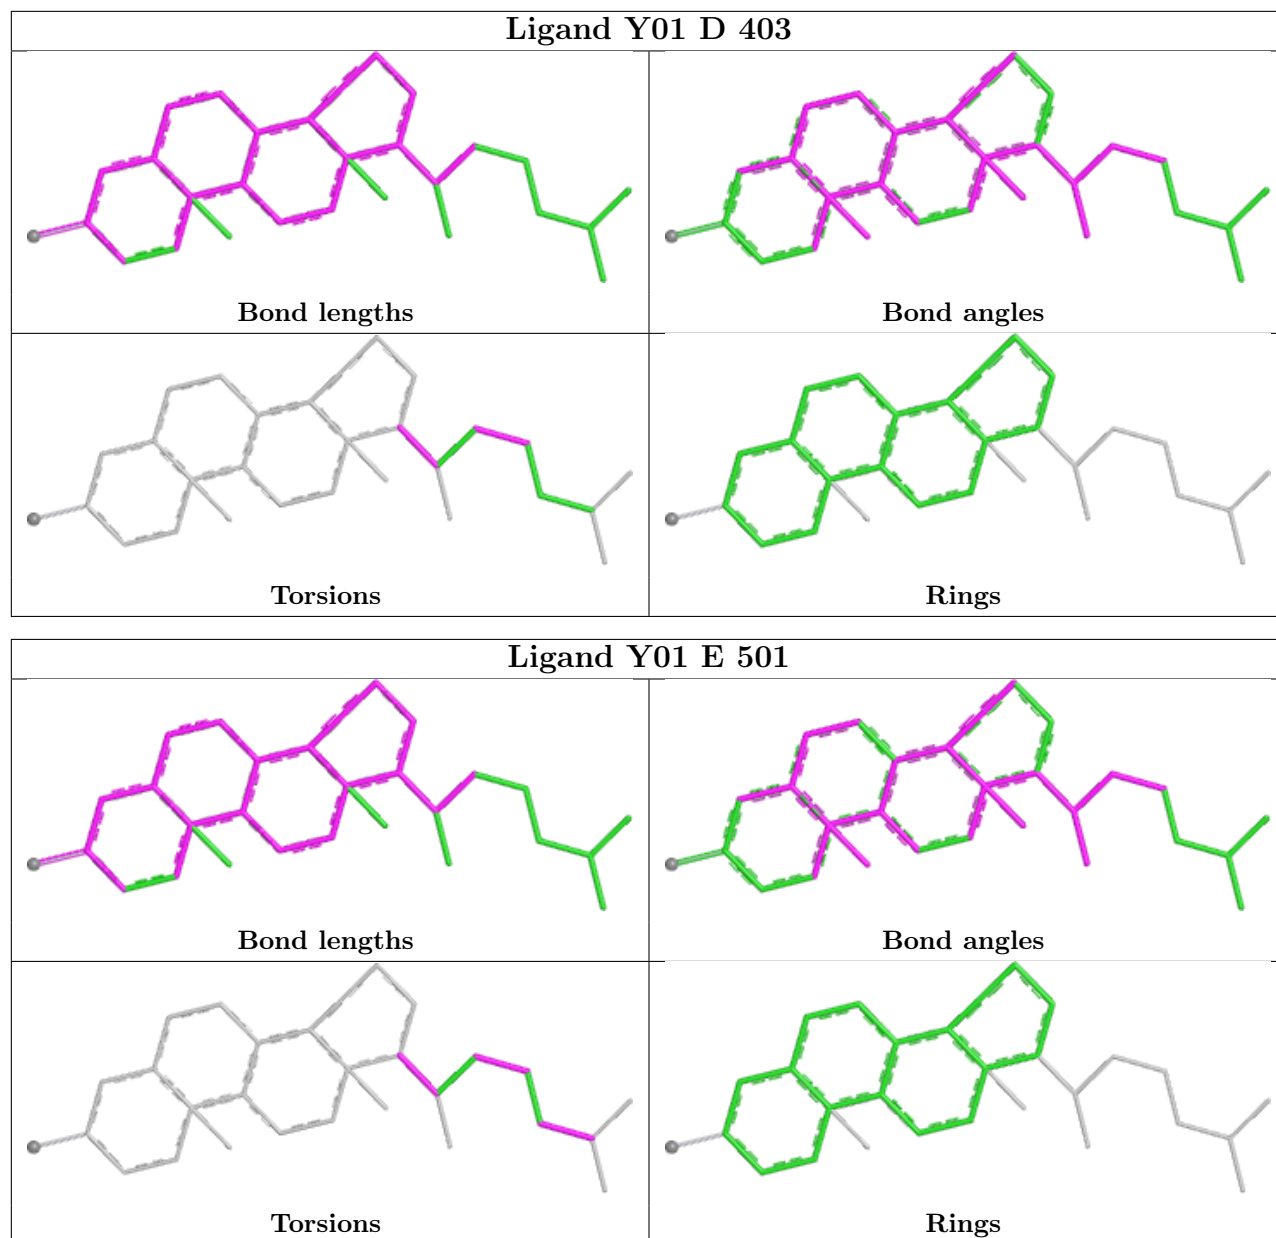 Ligand Y01 D 403
Bond lengths
Bond angles
Torsions
Rings
Ligand Y01 E 501
Bond lengths
Bond angles
Torsions
Rings